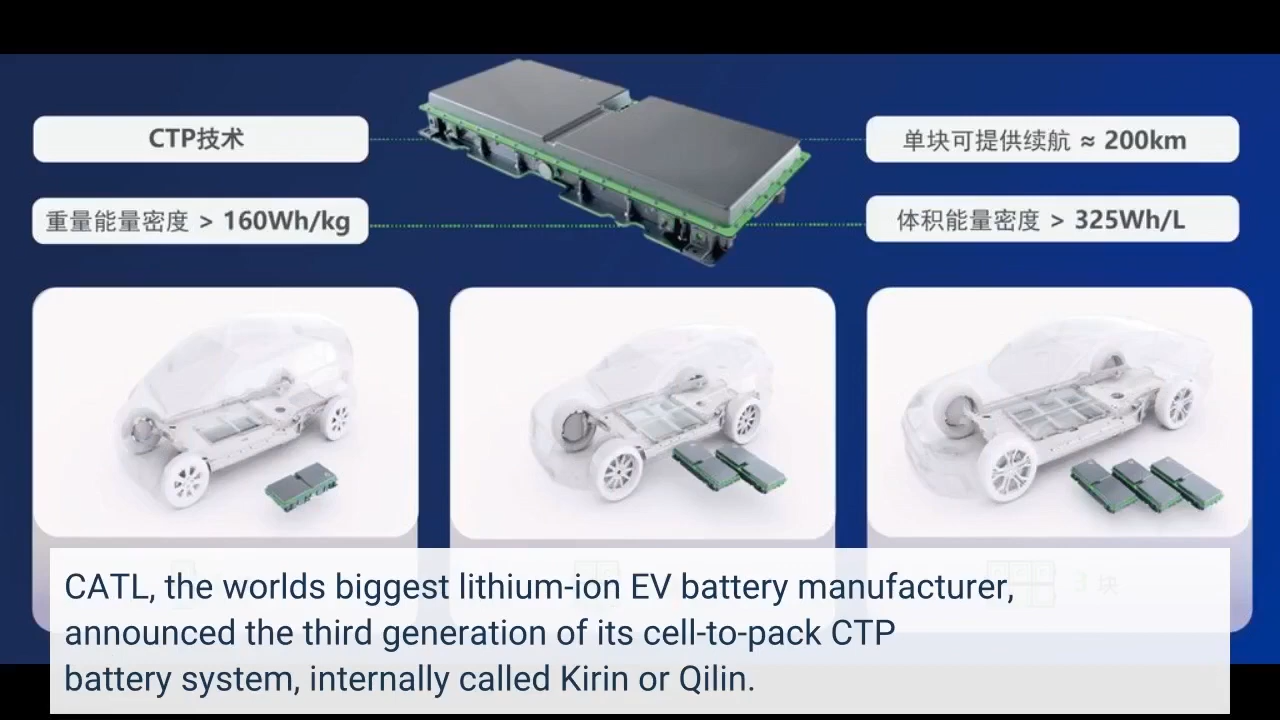 CTP技术
单块可提供续航 ≈ 200km
重量能量密度 > 160Wh/kg
体积能量密度 > 325Wh/L
3 块
CATL, the worlds biggest lithium-ion EV battery manufacturer,
announced the third generation of its cell-to-pack CTP
battery system, internally called Kirin or Qilin.